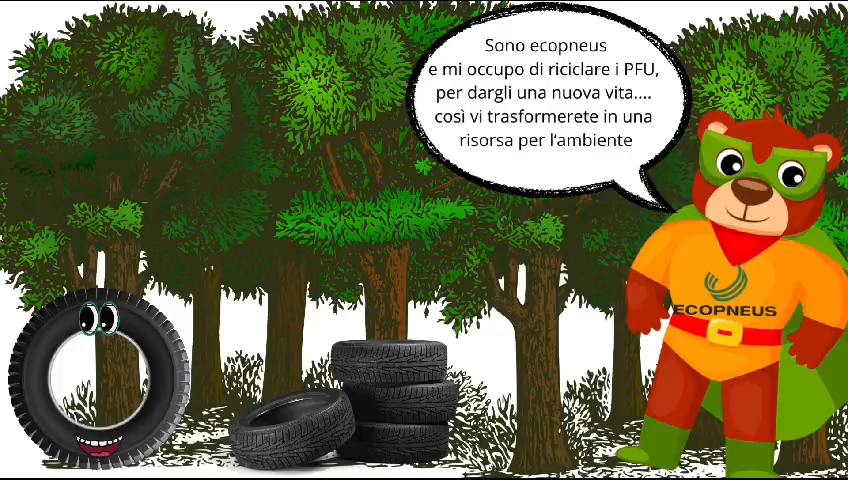 Sono ecopneus
e mi occupo di riciclare i PFU,
per dargli una nuova vita....
così vi trasformerete in una
risorsa per l'ambiente
ECOPNEUS